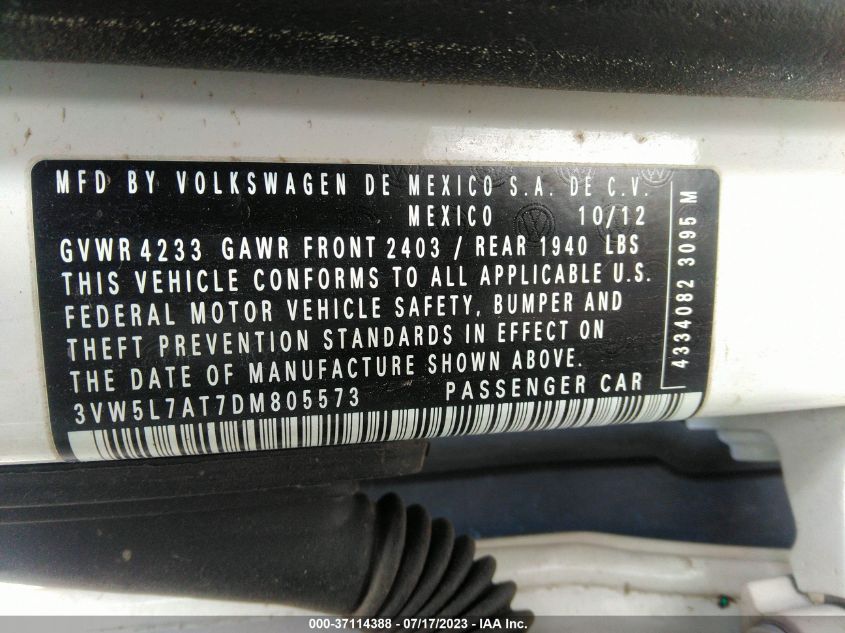 MFD BY VOLKSWAGEN DE MEXICO S.A. DE C.V.
MEXICO 10/12
GVWR 4233 GAWR FRONT 2403 / REAR 1940 LBS
THIS VEHICLE CONFORMS TO ALL APPLICABLE U.S.
FEDERAL MOTOR VEHICLE SAFETY, BUMPER AND
THEFT PREVENTION STANDARDS IN EFFECT ON
THE DATE OF MANUFACTURE SHOWN ABOVE.
3VW5L7AT7DM805573 PASSENGER CAR
4334082 3095 M
000-37114388 - 07/17/2023 - IAA Inc.